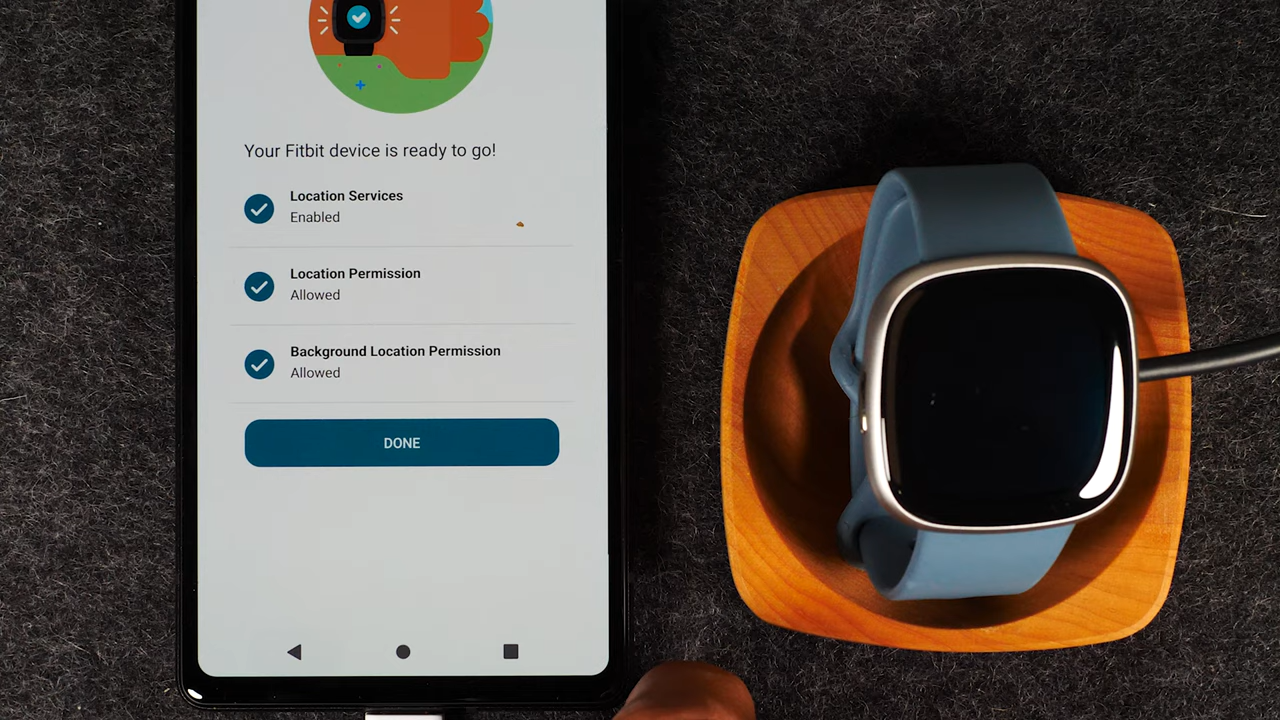 Your Fitbit device is ready to go!
Location Services
Enabled
Location Permission
Allowed
Background Location Permission
Allowed
DONE